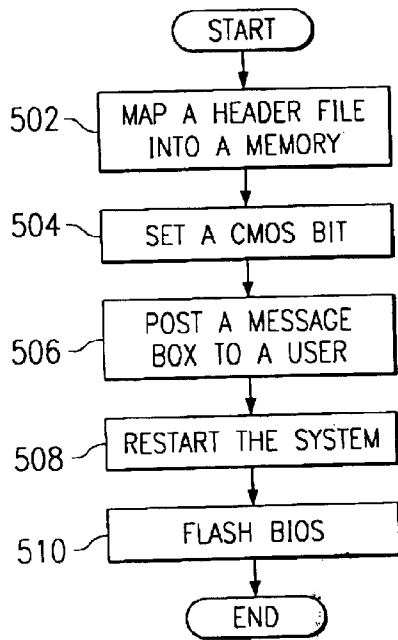 START
502
MAP A HEADER FILE
INTO A MEMORY
504
SET A CMOS BIT
506
POST A MESSAGE
BOX TO A USER
508
RESTART THE SYSTEM
510
FLASH BIOS
END